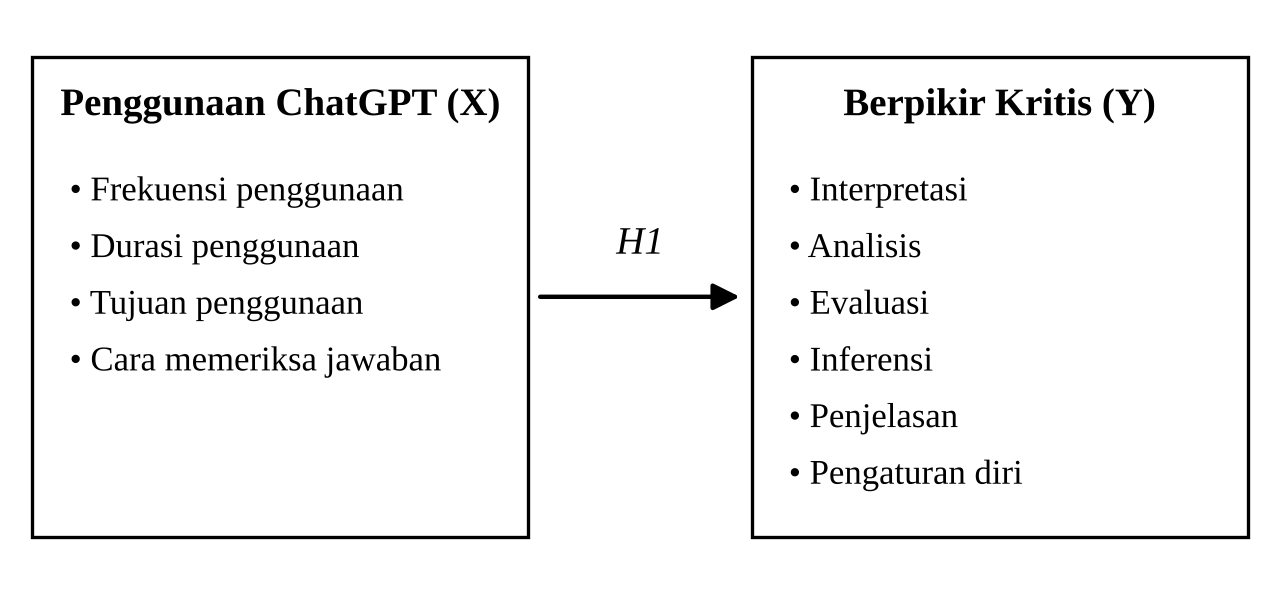 Penggunaan ChatGPT (X)
• Frekuensi penggunaan
• Durasi penggunaan
• Tujuan penggunaan
• Cara memeriksa jawaban
H1
Berpikir Kritis (Y)
• Interpretasi
• Analisis
• Evaluasi
• Inferensi
• Penjelasan
• Pengaturan diri